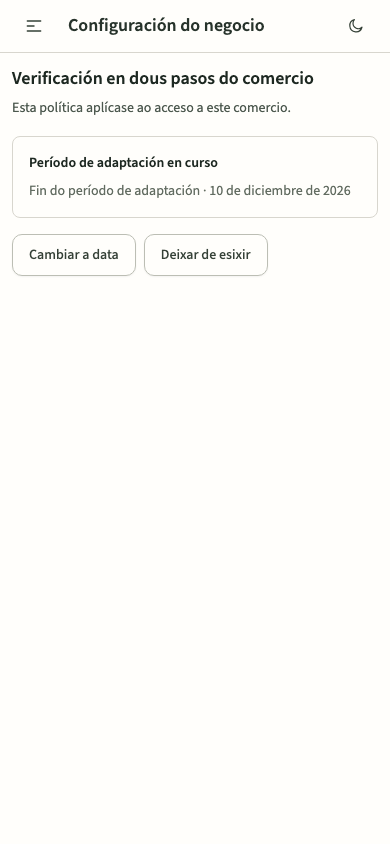 Configuración do negocio
Verificación en dous pasos do comercio
Esta política aplícase ao acceso a este comercio.
Período de adaptación en curso
Fin do período de adaptación · 10 de diciembre de 2026
Cambiar a data
Deixar de esixir